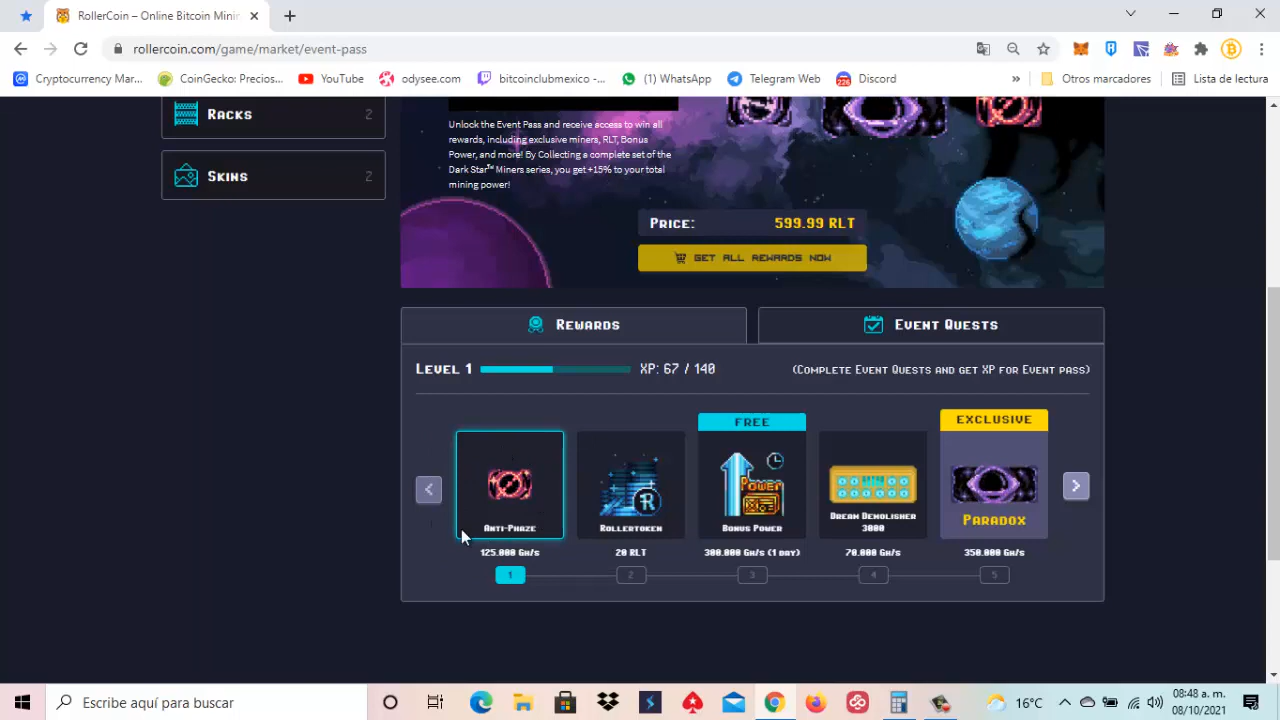 RollerCoin – Online Bitcoin Mini
rollercoin.com/game/market/event-pass
Cryptocurrency Mar...
CoinGecko: Precios...
YouTube
odysee.com
bitcoinclubmexico -...
(1) WhatsApp
Telegram Web
226
Discord
»
Otros marcadores
Lista de lectura
Racks 2
Skins 2
Unlock the Event Pass and receive access to win all
rewards, including exclusive miners, RLT, Bonus
Power, and more! By Collecting a complete set of the
Dark Star™ Miners series, you get +15% to your total
mining power!
Price: 599.99 RLT
GET ALL REWARDS NOW
Rewards
Event Quests
Level 1
XP: 67 / 140
(Complete Event Quests and get XP for Event pass)
FREE
EXCLUSIVE
POWER
R
Anti-Phaze
Rollertoken
Bonus Power
Dream Demolisher
3000
Paradox
125.000 Gh/s
20 RLT
300.000 Gh/s (1 day)
70.000 Gh/s
350.000 Gh/s
1
2
3
4
5
Escribe aquí para buscar
16°C
08:48 a. m.
08/10/2021